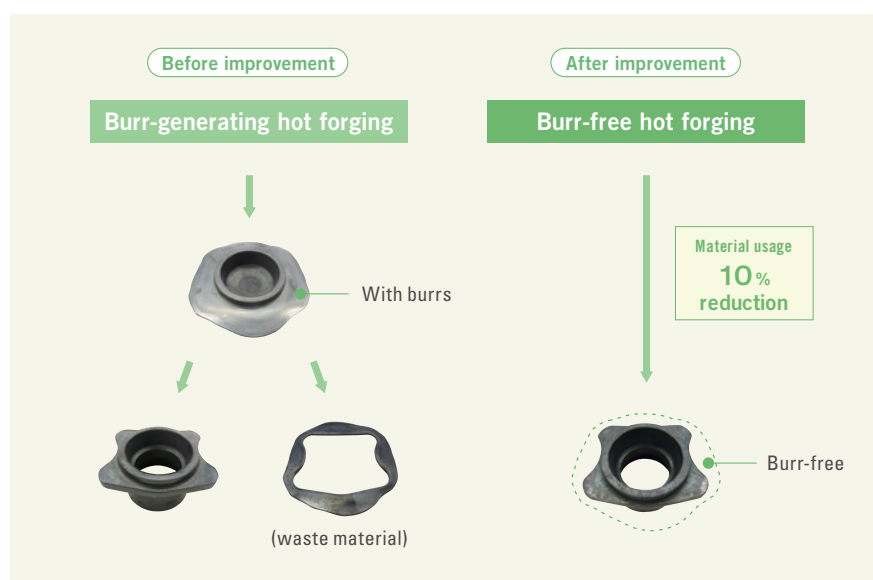 Before improvement
Burr-generating hot forging
With burrs
(waste material)
After improvement
Burr-free hot forging
Material usage
10%
reduction
Burr-free